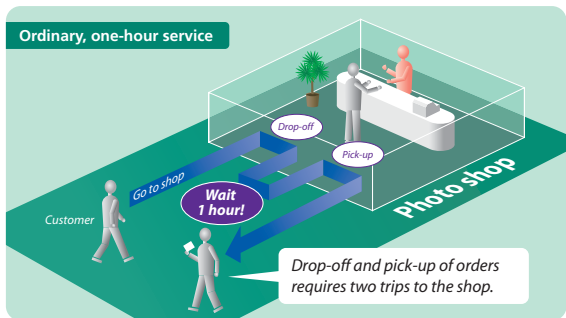 Ordinary, one-hour service
Drop-off
Pick-up
Go to shop
Wait
1 hour!
Customer
Photo shop
Drop-off and pick-up of orders
requires two trips to the shop.